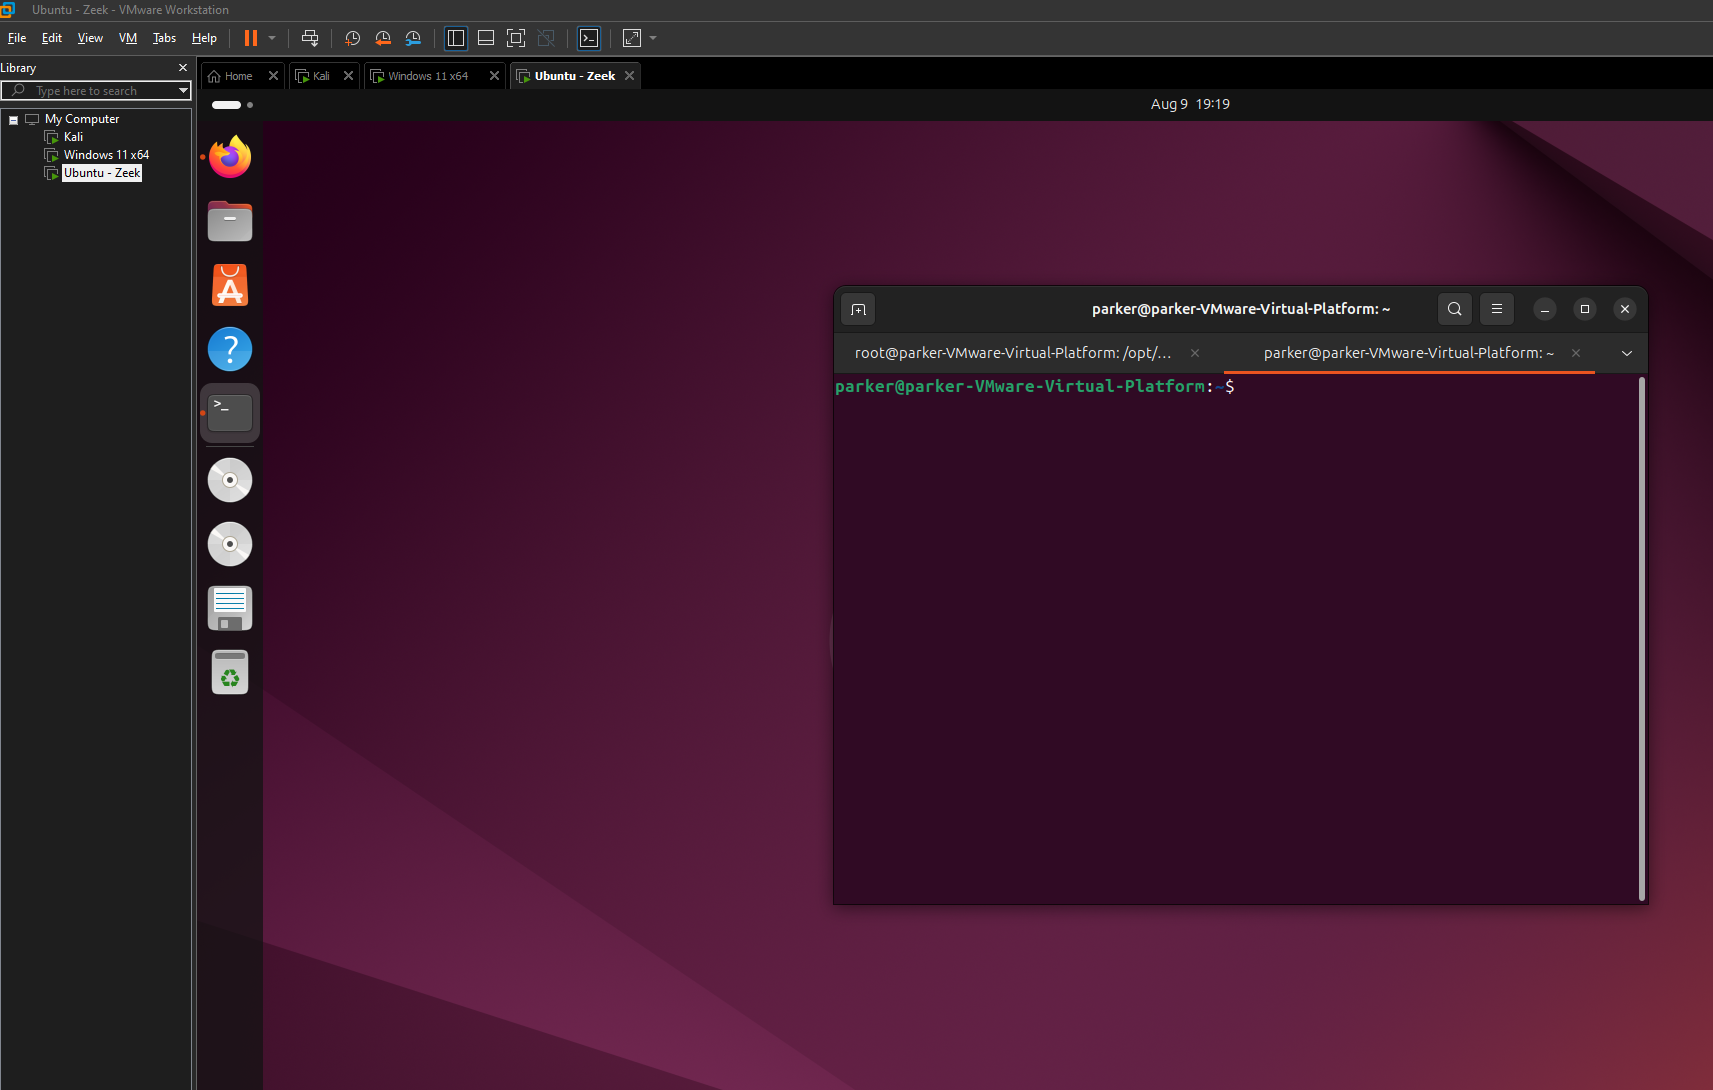 Ubuntu - Zeek - VMware Workstation
File Edit View VM Tabs Help
Library
Type here to search
My Computer
Kali
Windows 11 x64
Ubuntu - Zeek
Home Kali Windows 11 x64 Ubuntu - Zeek
Aug 9 19:19
parker@parker-VMware-Virtual-Platform: ~
root@parker-VMware-Virtual-Platform: /opt/... parker@parker-VMware-Virtual-Platform: ~
parker@parker-VMware-Virtual-Platform:~$